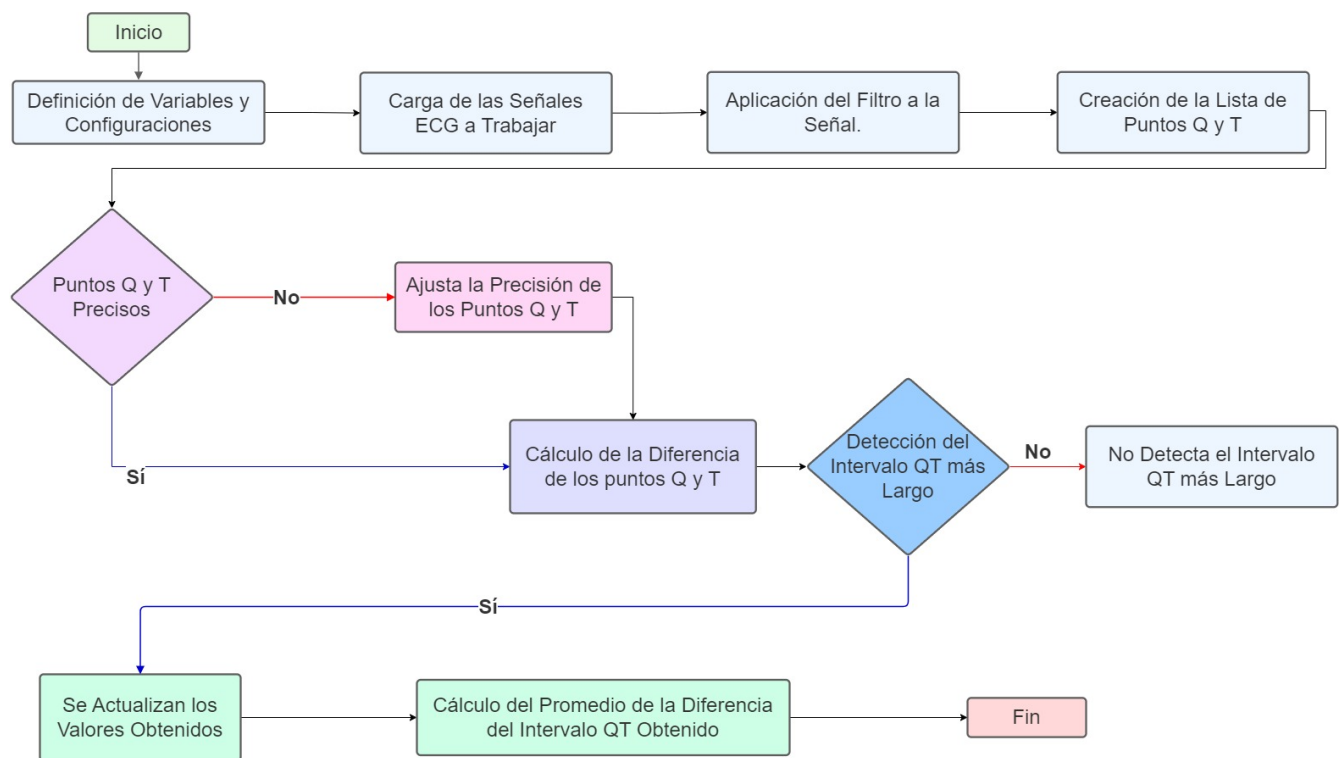 Inicio
Definición de Variables y
Configuraciones
Carga de las Señales
ECG a Trabajar
Aplicación del Filtro a la
Señal.
Creación de la Lista de
Puntos Q y T
Puntos Q y T
Precisos
No
Ajusta la Precisión de
los Puntos Q y T
Sí
Cálculo de la Diferencia
de los puntos Q y T
Detección del
Intervalo QT más
Largo
No
No Detecta el Intervalo
QT más Largo
Sí
Se Actualizan los
Valores Obtenidos
Cálculo del Promedio de la Diferencia
del Intervalo QT Obtenido
Fin